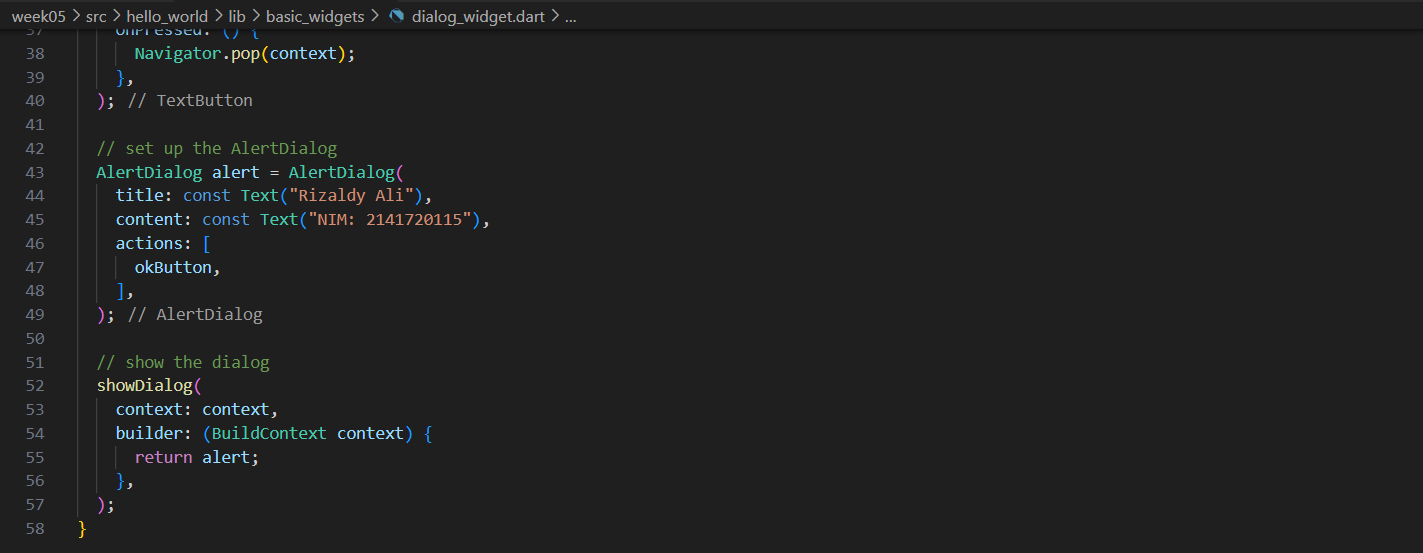 week05 > src > hello_world > lib > basic_widgets > dialog_widget.dart > ...
37 onPressed: () {
38 Navigator.pop(context);
39 },
40 ); // TextButton
41
42 // set up the AlertDialog
43 AlertDialog alert = AlertDialog(
44 title: const Text("Rizaldy Ali"),
45 content: const Text("NIM: 2141720115"),
46 actions: [
47 okButton,
48 ],
49 ); // AlertDialog
50
51 // show the dialog
52 showDialog(
53 context: context,
54 builder: (BuildContext context) {
55 return alert;
56 },
57 );
58 }